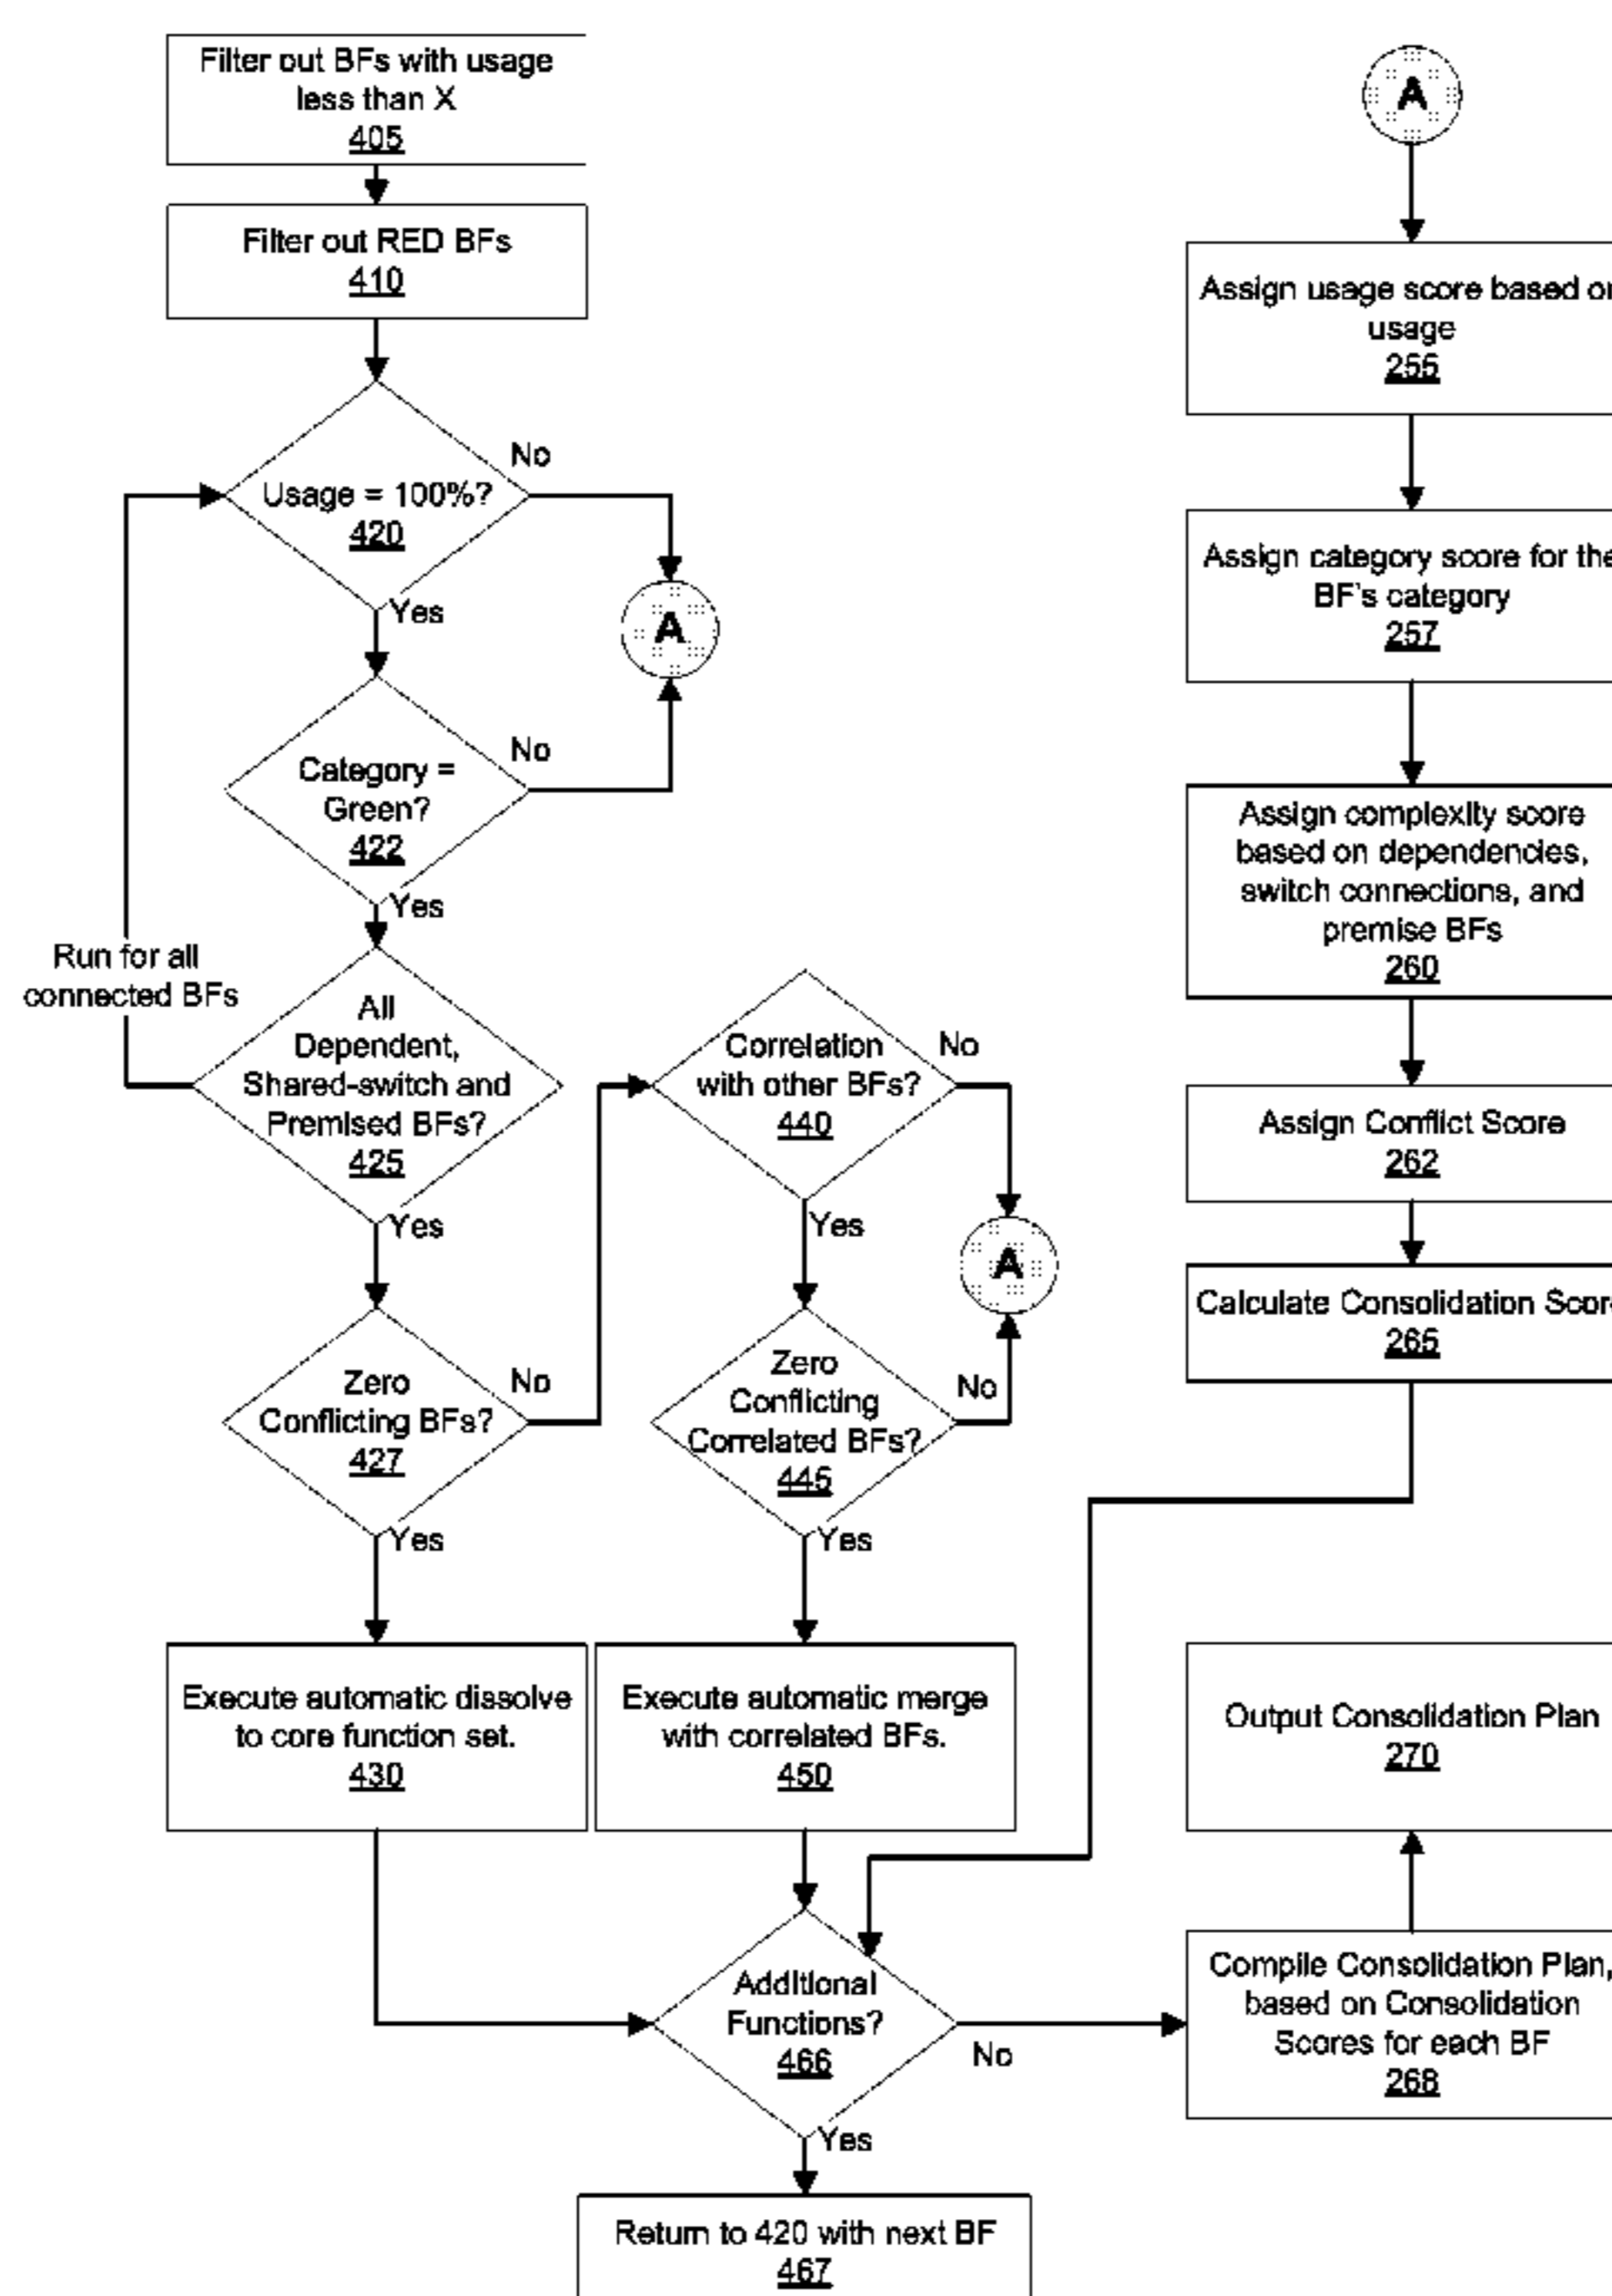 Filter out BFs with usage
less than X
405
Filter out RED BFs
410
No
Usage = 100%?
420
Yes
A
No
Category =
Green?
422
Yes
Run for all
connected BFs
All
Dependent,
Shared-switch and
Premised BFs?
425
Yes
Correlation
with other BFs?
440
No
Yes
A
Zero
Conflicting BFs?
427
No
Yes
Zero
Conflicting
Correlated BFs?
445
No
Yes
Execute automatic dissolve
to core function set.
430
Execute automatic merge
with correlated BFs.
450
Additional
Functions?
466
No
Yes
Return to 420 with next BF
467
A
Assign usage score based on
usage
255
Assign category score for the
BF's category
257
Assign complexity score
based on dependencies,
switch connections, and
premise BFs
260
Assign Conflict Score
262
Calculate Consolidation Score
265
Output Consolidation Plan
270
Compile Consolidation Plan,
based on Consolidation
Scores for each BF
268